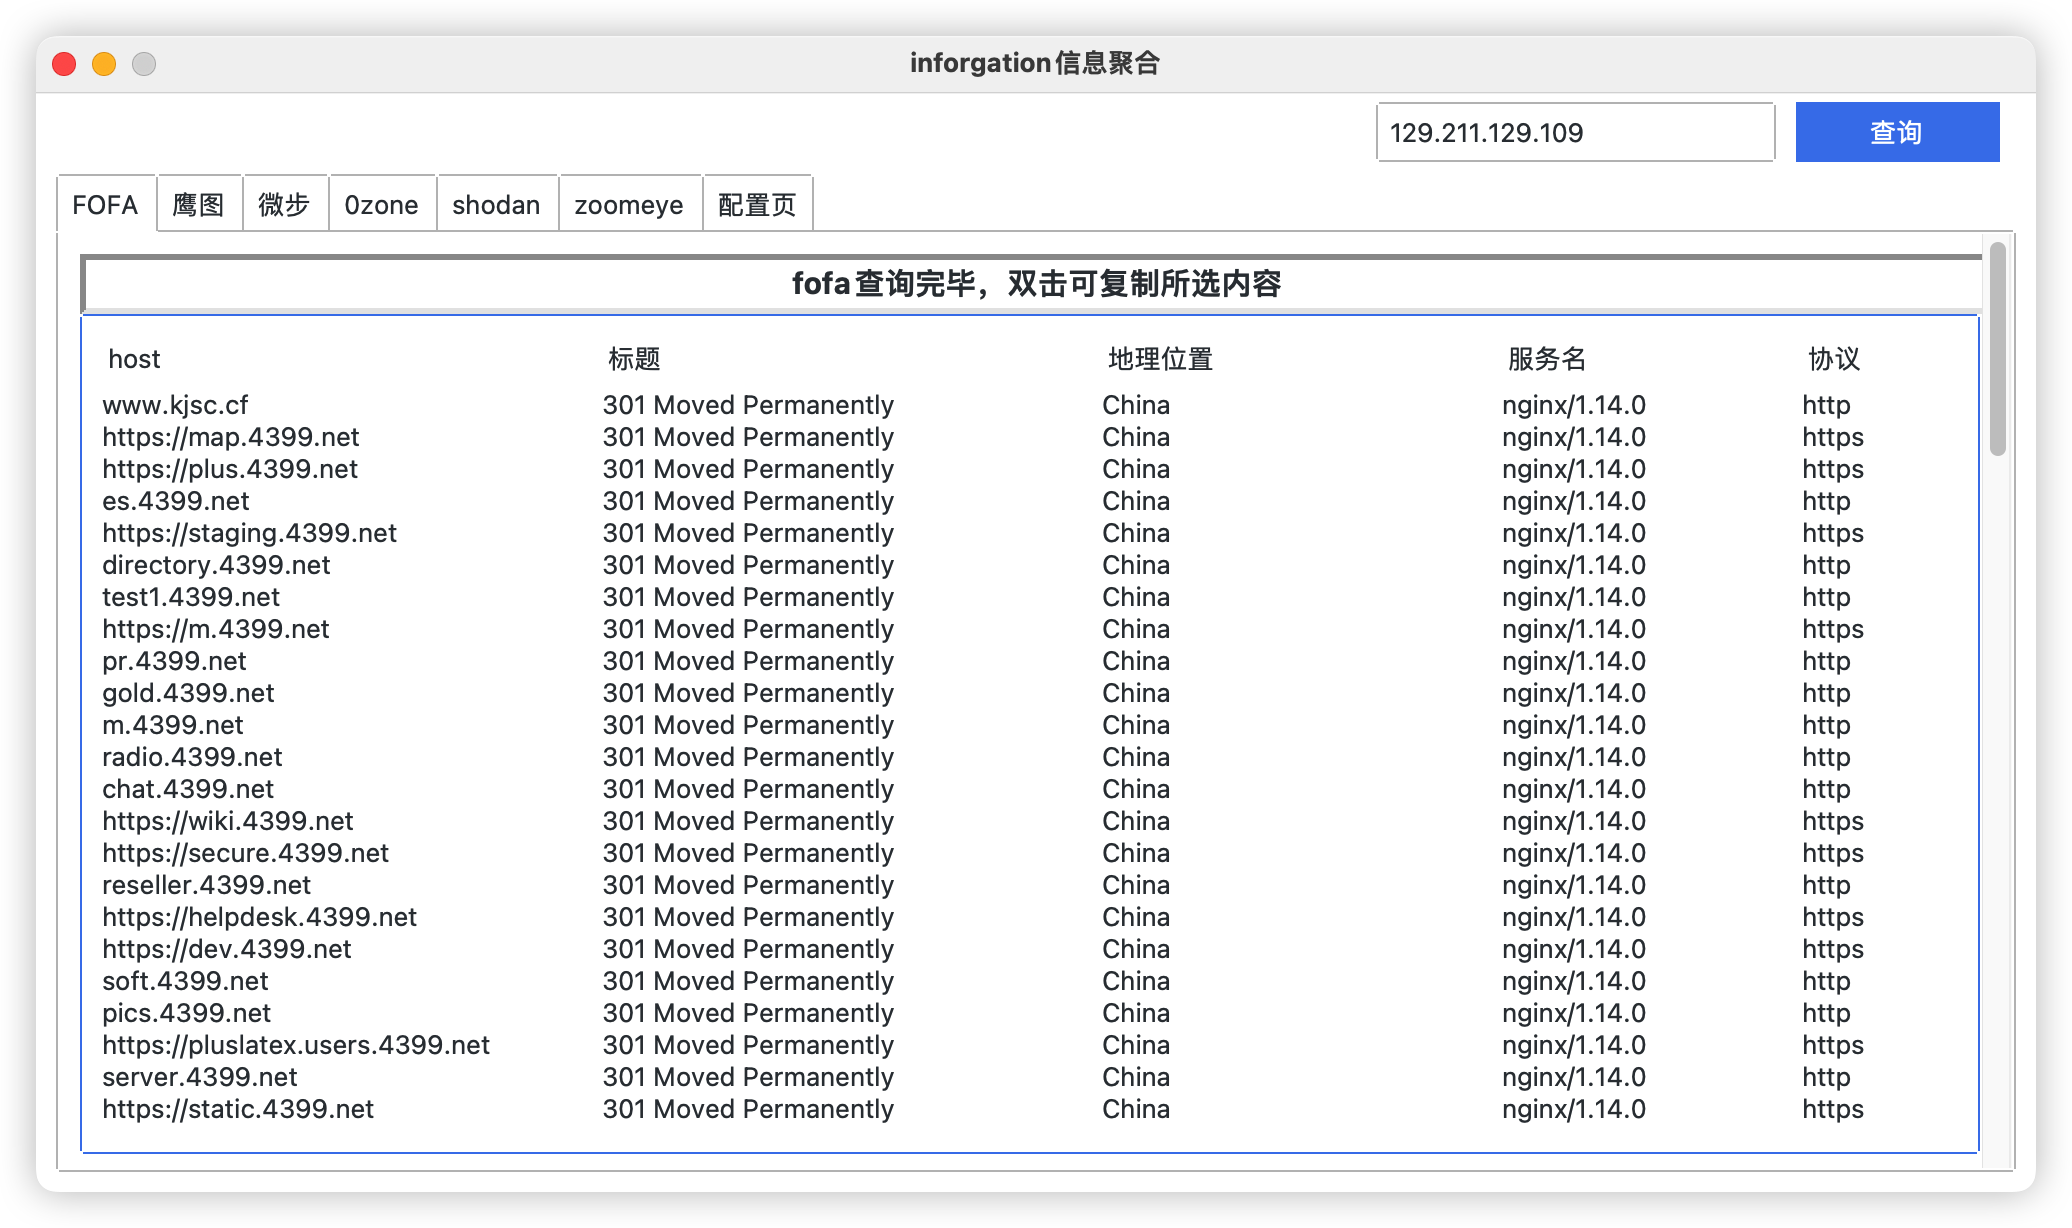 inforgation信息聚合
129.211.129.109 查询
FOFA 鹰图 微步 0zone shodan zoomeye 配置页
fofa查询完毕，双击可复制所选内容
host 标题 地理位置 服务名 协议
www.kjsc.cf 301 Moved Permanently China nginx/1.14.0 http
https://map.4399.net 301 Moved Permanently China nginx/1.14.0 https
https://plus.4399.net 301 Moved Permanently China nginx/1.14.0 https
es.4399.net 301 Moved Permanently China nginx/1.14.0 http
https://staging.4399.net 301 Moved Permanently China nginx/1.14.0 https
directory.4399.net 301 Moved Permanently China nginx/1.14.0 http
test1.4399.net 301 Moved Permanently China nginx/1.14.0 http
https://m.4399.net 301 Moved Permanently China nginx/1.14.0 https
pr.4399.net 301 Moved Permanently China nginx/1.14.0 http
gold.4399.net 301 Moved Permanently China nginx/1.14.0 http
m.4399.net 301 Moved Permanently China nginx/1.14.0 http
radio.4399.net 301 Moved Permanently China nginx/1.14.0 http
chat.4399.net 301 Moved Permanently China nginx/1.14.0 http
https://wiki.4399.net 301 Moved Permanently China nginx/1.14.0 https
https://secure.4399.net 301 Moved Permanently China nginx/1.14.0 https
reseller.4399.net 301 Moved Permanently China nginx/1.14.0 http
https://helpdesk.4399.net 301 Moved Permanently China nginx/1.14.0 https
https://dev.4399.net 301 Moved Permanently China nginx/1.14.0 https
soft.4399.net 301 Moved Permanently China nginx/1.14.0 http
pics.4399.net 301 Moved Permanently China nginx/1.14.0 http
https://pluslatex.users.4399.net 301 Moved Permanently China nginx/1.14.0 https
server.4399.net 301 Moved Permanently China nginx/1.14.0 http
https://static.4399.net 301 Moved Permanently China nginx/1.14.0 https